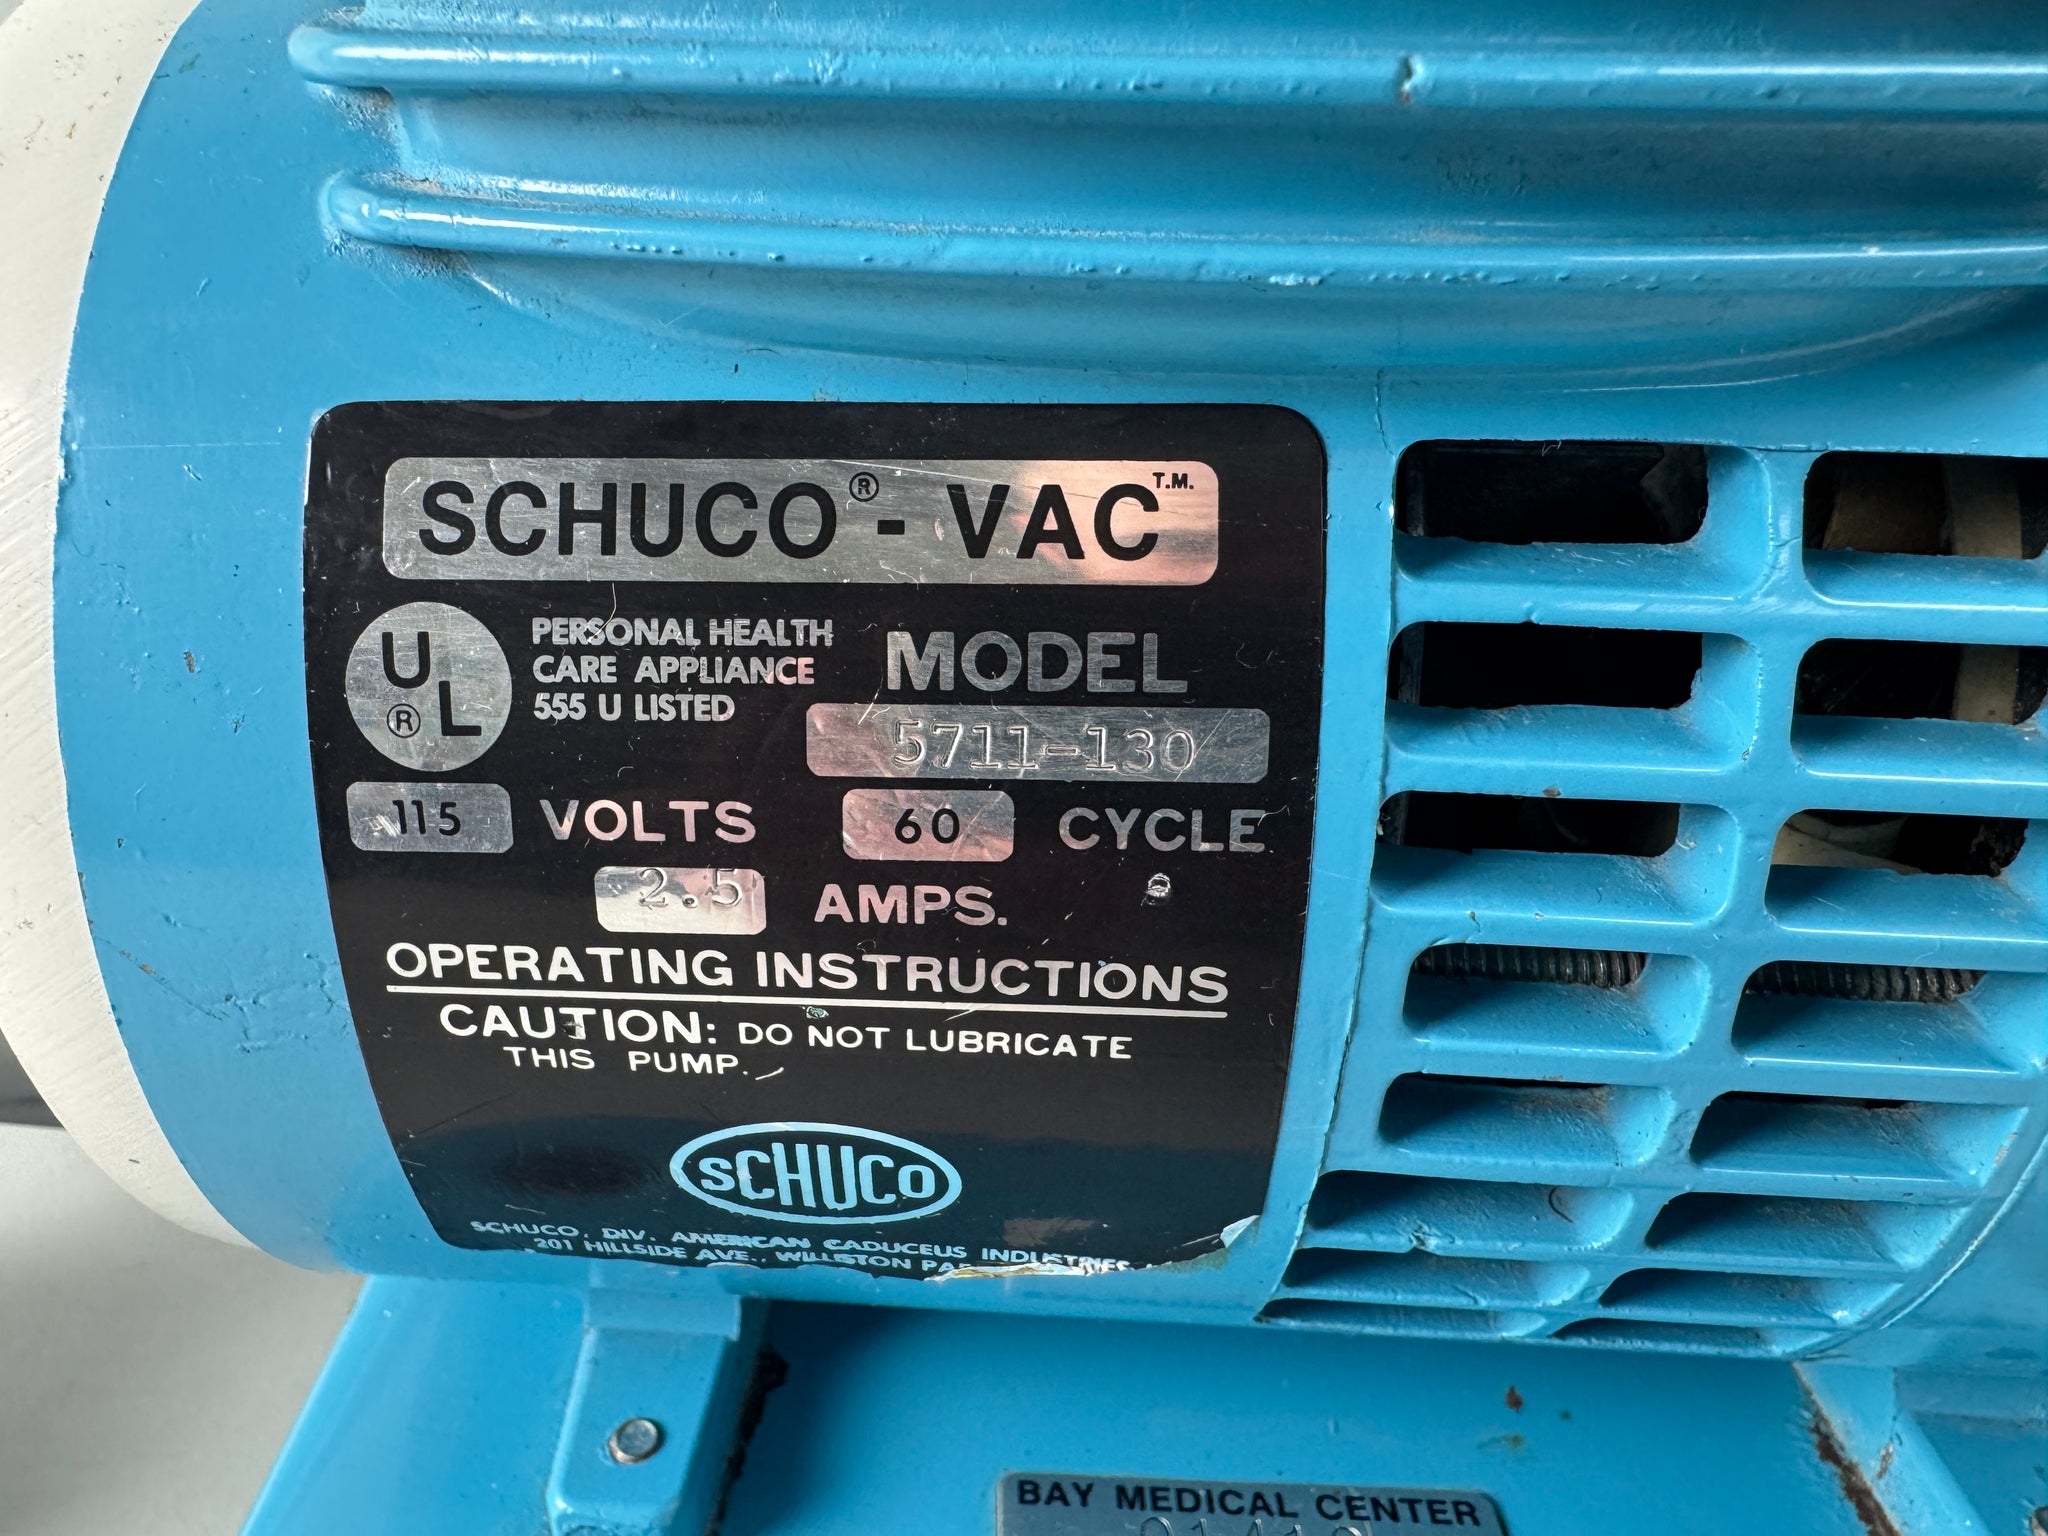 SCHUCO® - VAC T.M.
UL®
PERSONAL HEALTH
CARE APPLIANCE
555 U LISTED
MODEL
5711-130
115 VOLTS 60 CYCLE
2.5 AMPS.
OPERATING INSTRUCTIONS
CAUTION: DO NOT LUBRICATE
THIS PUMP.
SCHUCO
SCHUCO, DIV. AMERICAN CADUCEUS INDUSTRIES
201 HILLSIDE AVE., WILLISTON
BAY MEDICAL CENTER